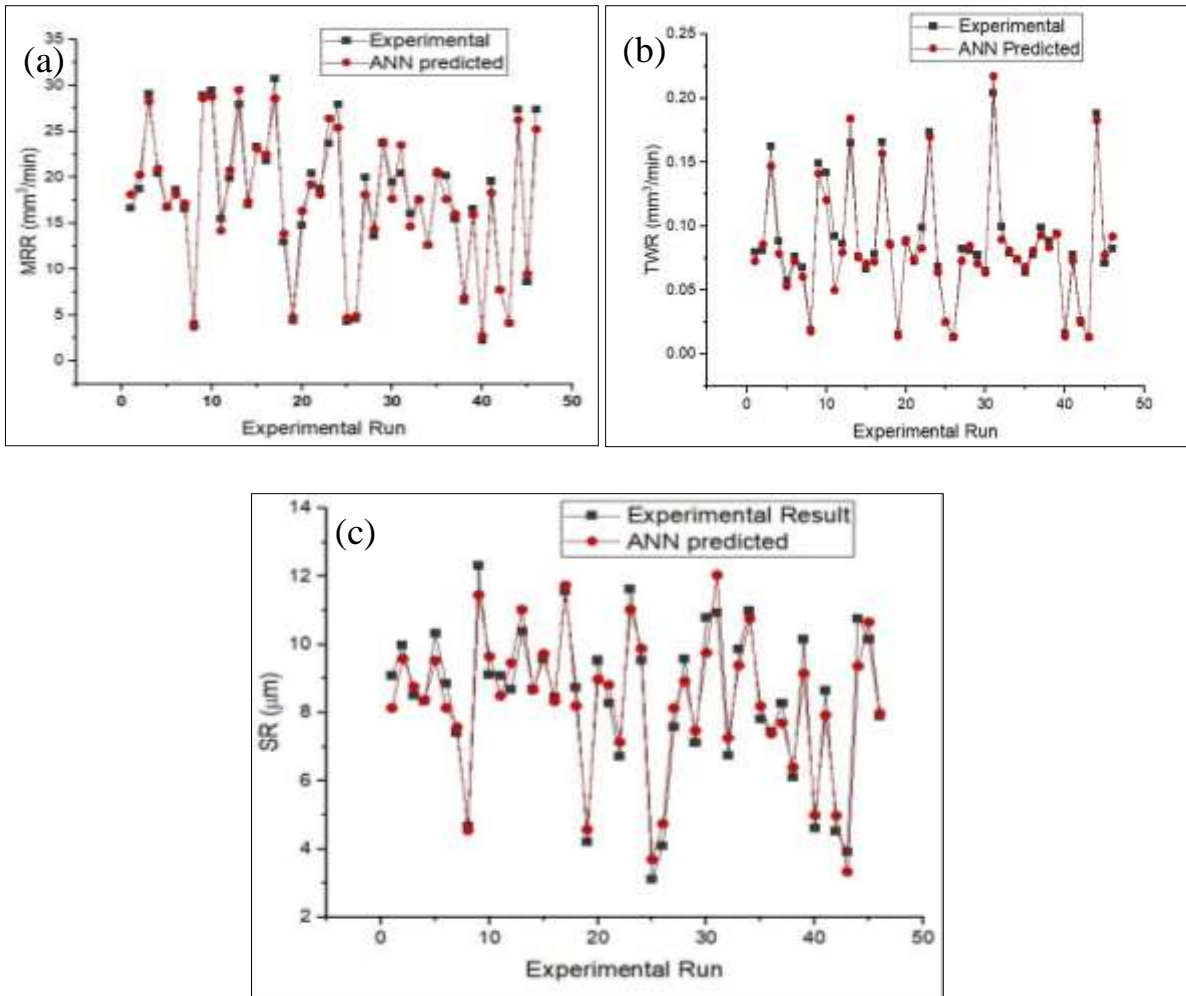 (a)
Experimental
ANN predicted
35
30
25
20
15
10
5
0
MRR (mm³/min)
0 10 20 30 40 50
Experimental Run
(b)
Experimental
ANN Predicted
0.25
0.20
0.15
0.10
0.05
0.00
TWR (mm³/min)
0 10 20 30 40 50
Experimental Run
(c)
Experimental Result
ANN predicted
14
12
10
8
6
4
2
SR (μm)
0 10 20 30 40 50
Experimental Run